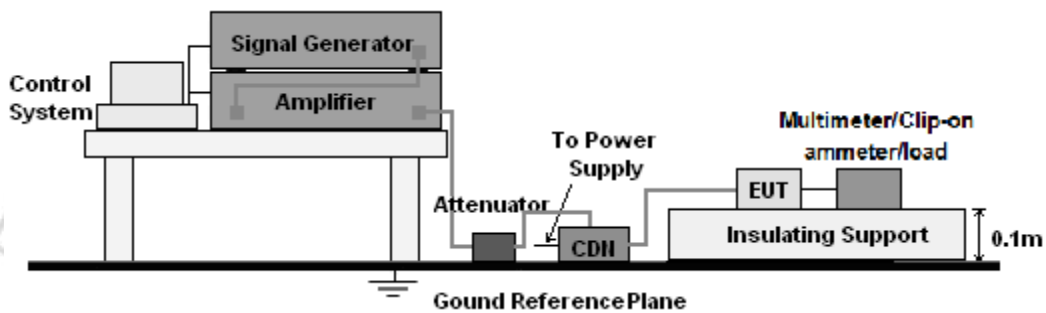 Signal Generator
Control
System
Amplifier
Multimeter/Clip-on
ammeter/load
To Power
Supply
Attenuator
EUT
CDN
Insulating Support
0.1m
Gound Reference Plane